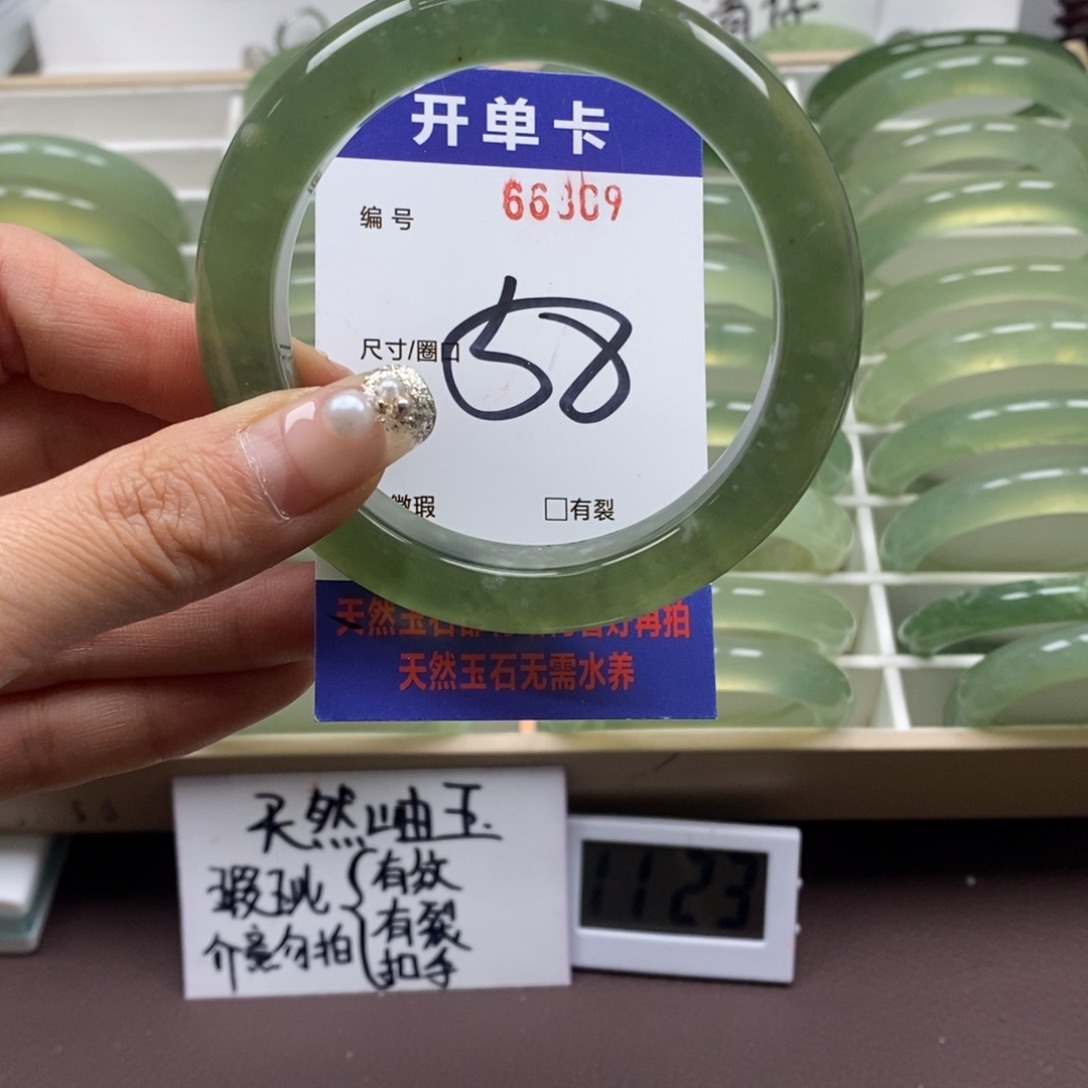 开单卡
编号 66309
尺寸/圈口 58
微瑕 □有裂
天然玉石
再拍
天然玉石无需水养
天然岫玉
瑕玼 有纹
介意勿拍 有裂
扣手
1123